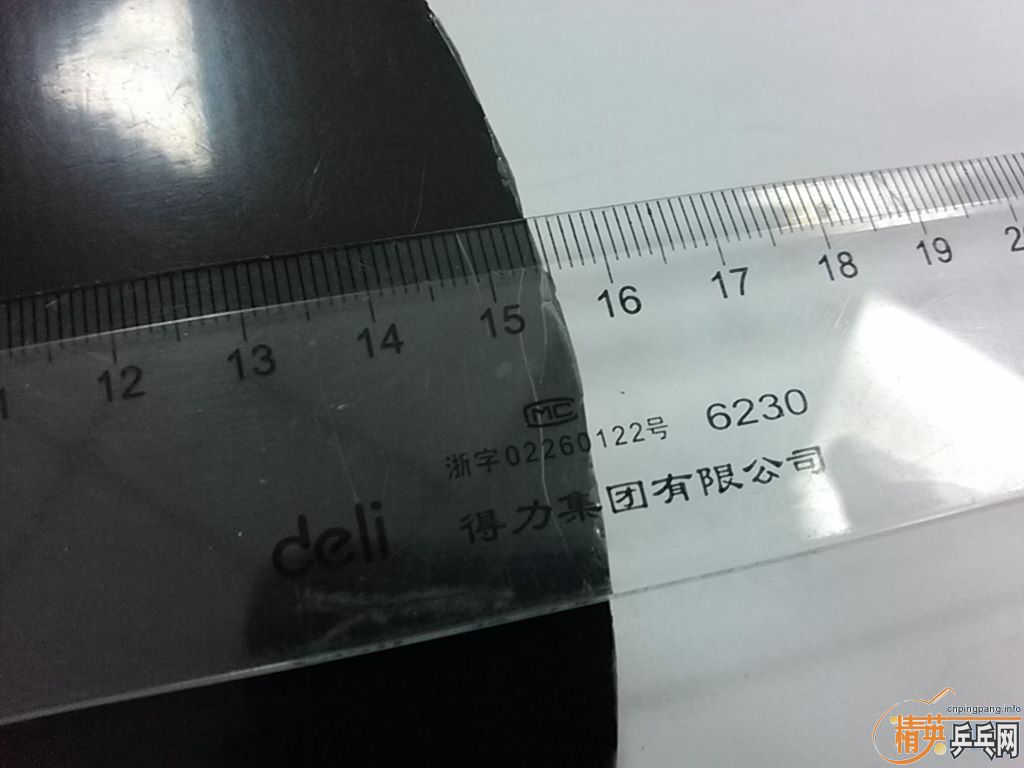 12 13 14 15 16 17 18 19
MC
浙字02260122号 6230
得力集团有限公司
deli
cnpingpang.info
精英乒乓网